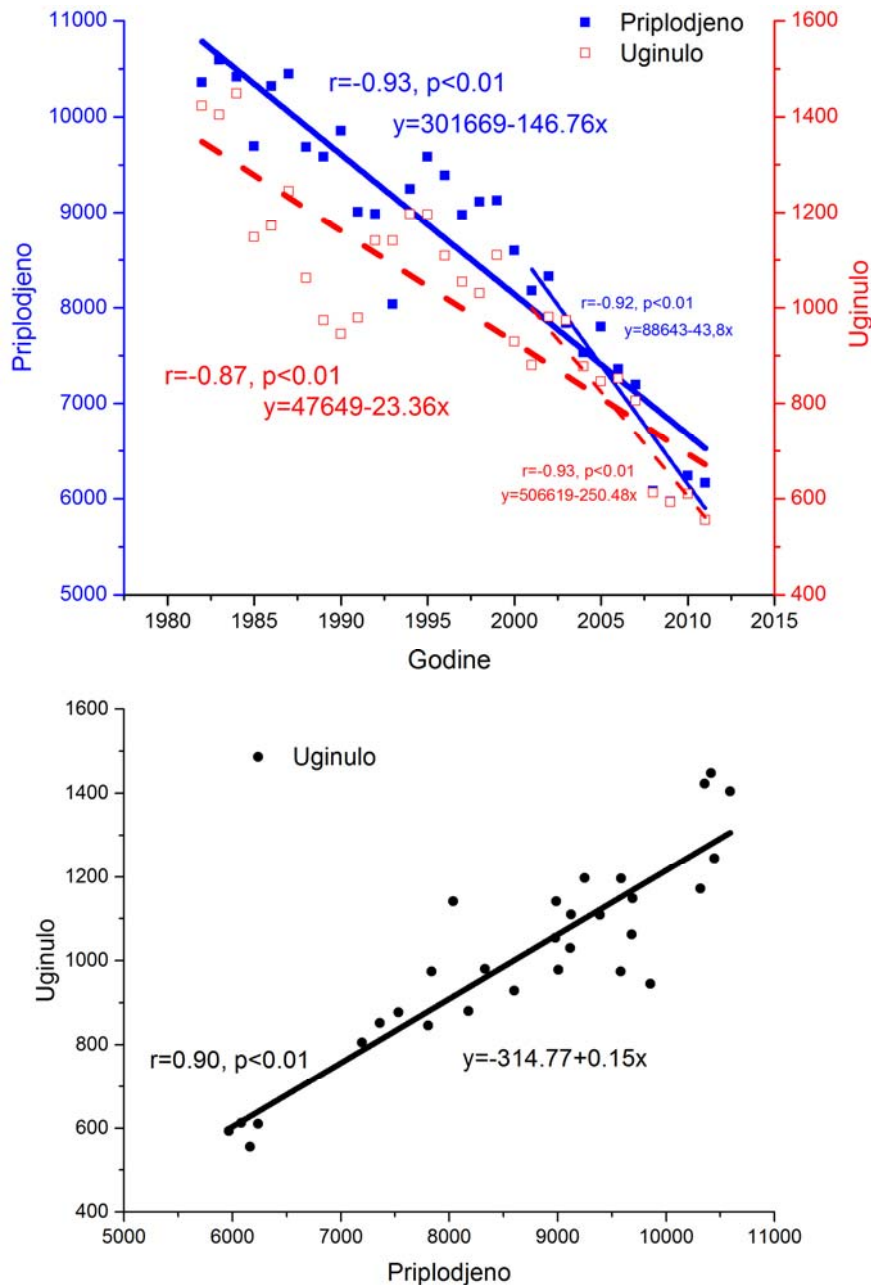 11000
10000
9000
8000
7000
6000
5000
Priplodjeno
1600
1400
1200
1000
800
600
400
Uginulo
Priplodjeno
Uginulo
r=-0.93, p<0.01
y=301669-146.76x
r=-0.92, p<0.01
y=88643-43,8x
r=-0.87, p<0.01
y=47649-23.36x
r=-0.93, p<0.01
y=506619-250.48x
1980 1985 1990 1995 2000 2005 2010 2015
Godine
1600
1400
1200
1000
800
600
400
Uginulo
Uginulo
r=0.90, p<0.01
y=-314.77+0.15x
5000 6000 7000 8000 9000 10000 11000
Priplodjeno